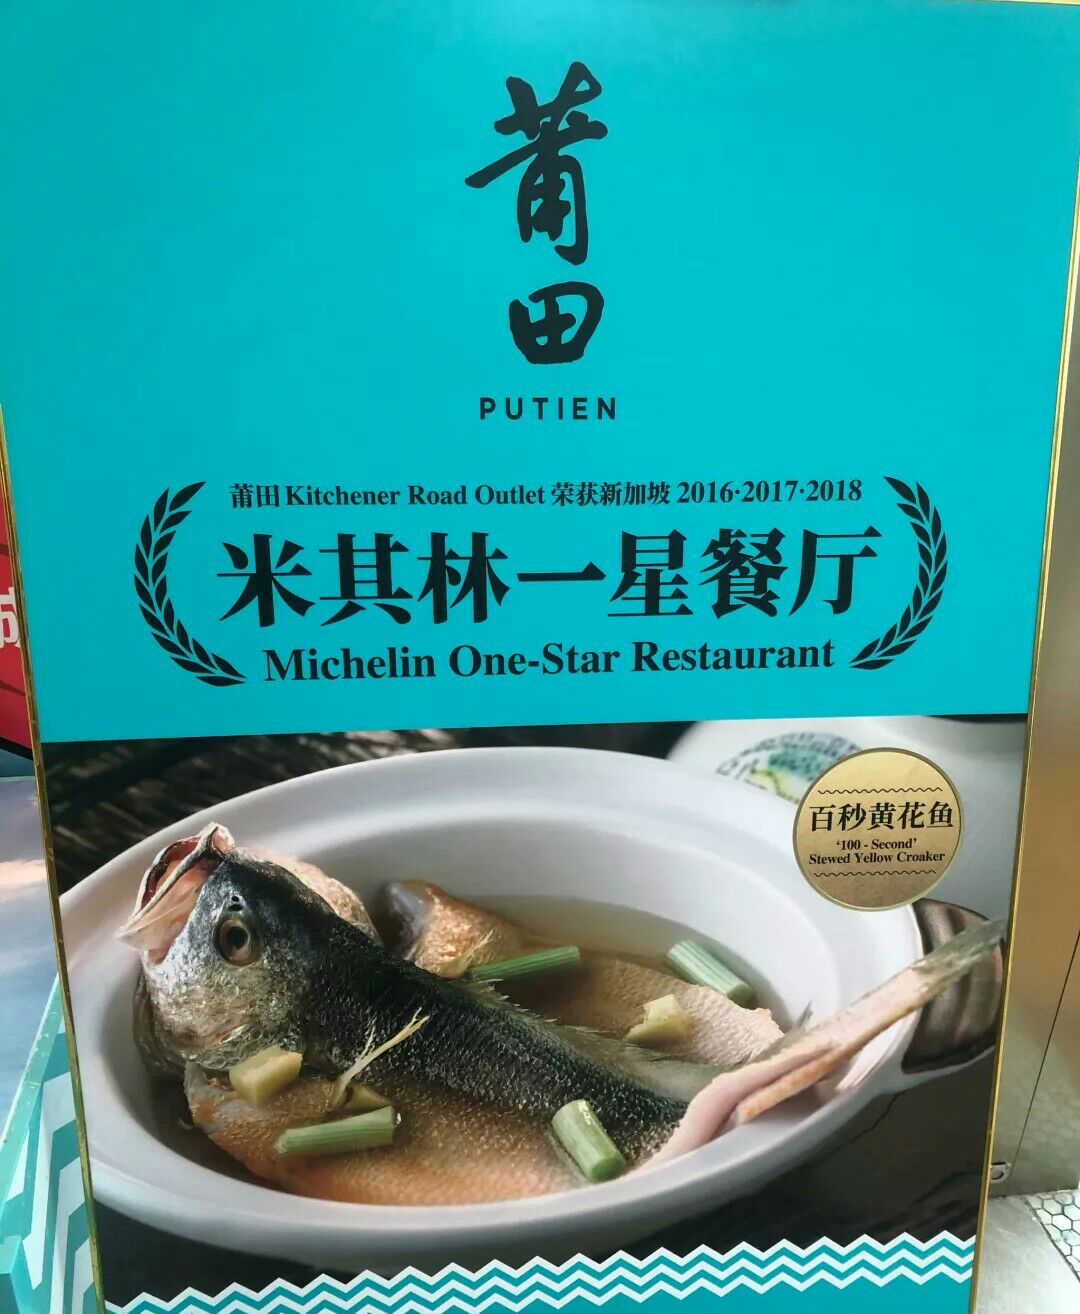 莆田
PUTIEN
莆田 Kitchener Road Outlet 荣获新加坡 2016·2017·2018
米其林一星餐厅
Michelin One-Star Restaurant
百秒黄花鱼
‘100 - Second’
Stewed Yellow Croaker